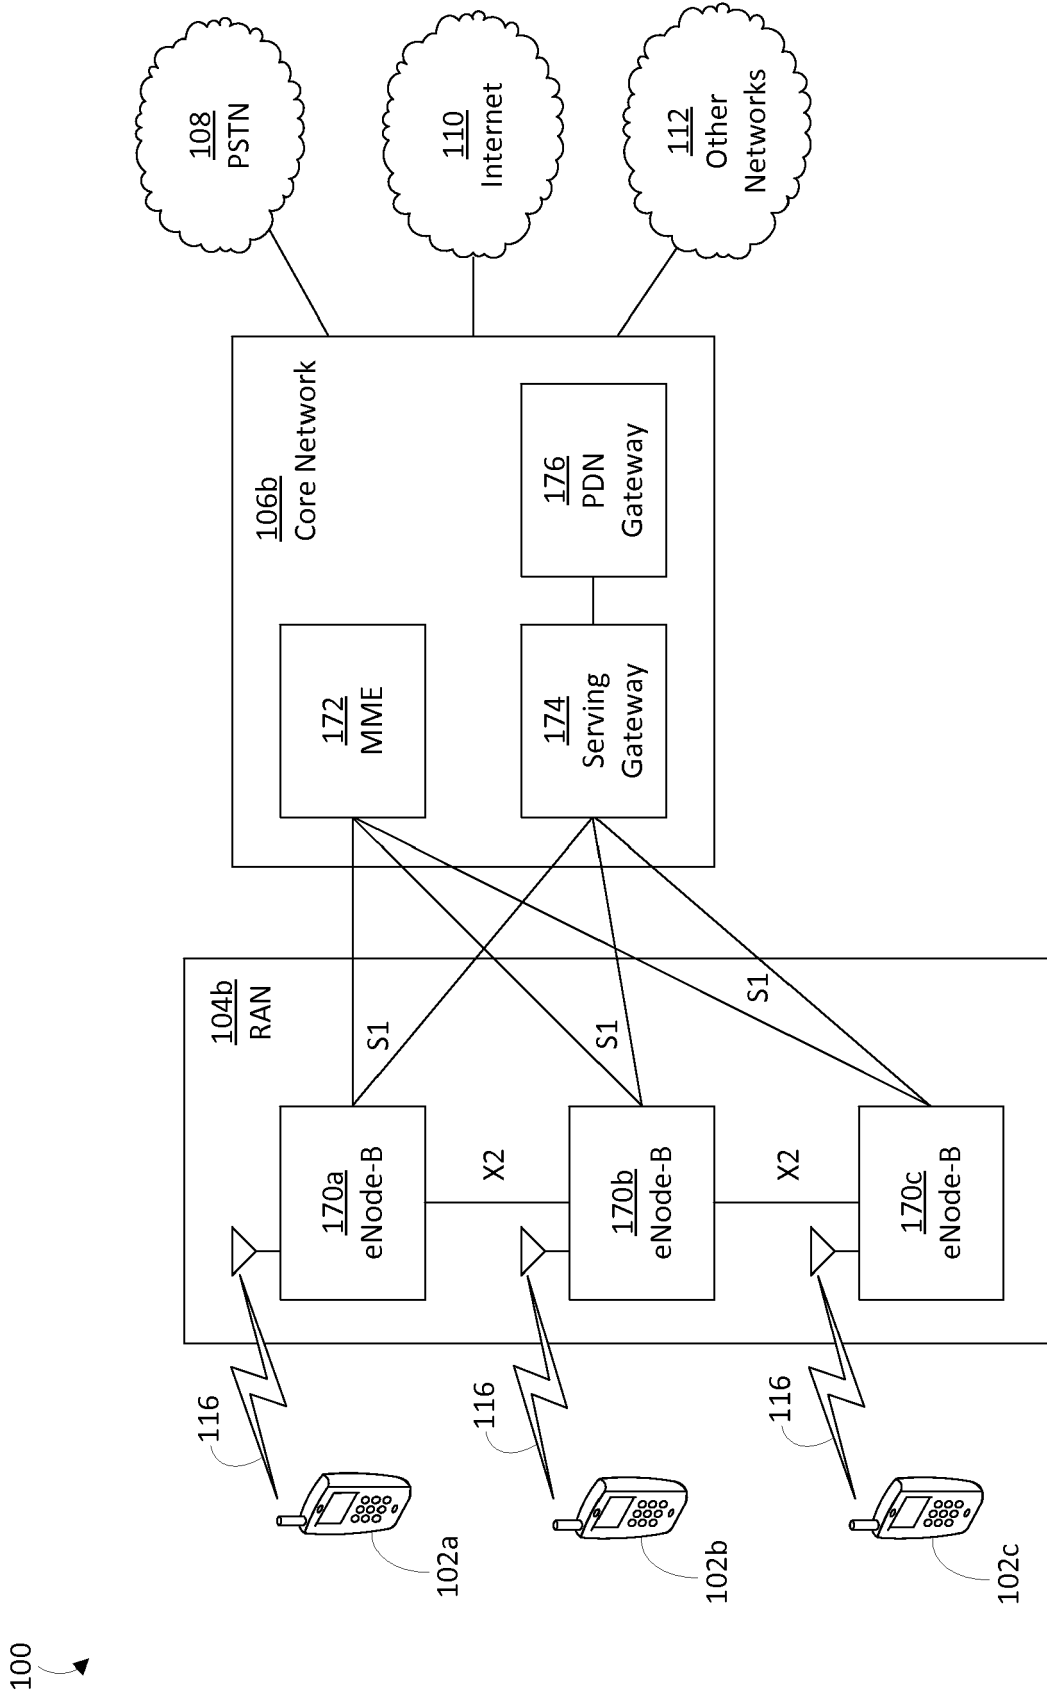 100
102a
102b
102c
116
116
116
104b
RAN
170a
eNode-B
170b
eNode-B
170c
eNode-B
X2
X2
S1
S1
S1
106b
Core Network
172
MME
174
Serving
Gateway
176
PDN
Gateway
108
PSTN
110
Internet
112
Other
Networks